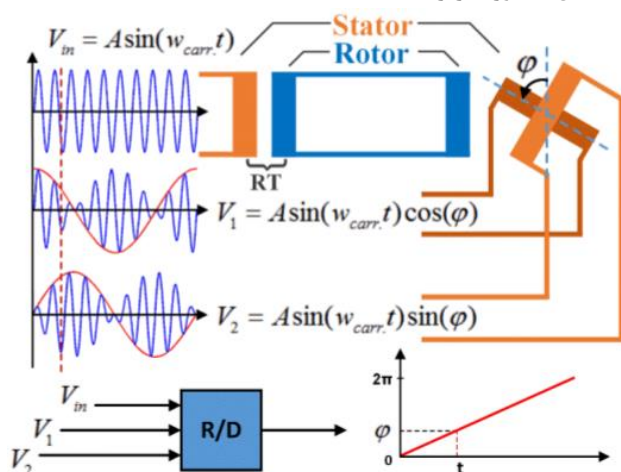 V_in = A sin(w_carr. t)
Stator
Rotor
φ
RT
V_1 = A sin(w_carr. t) cos(φ)
V_2 = A sin(w_carr. t) sin(φ)
V_in
V_1
V_2
R/D
2π
φ
0
t